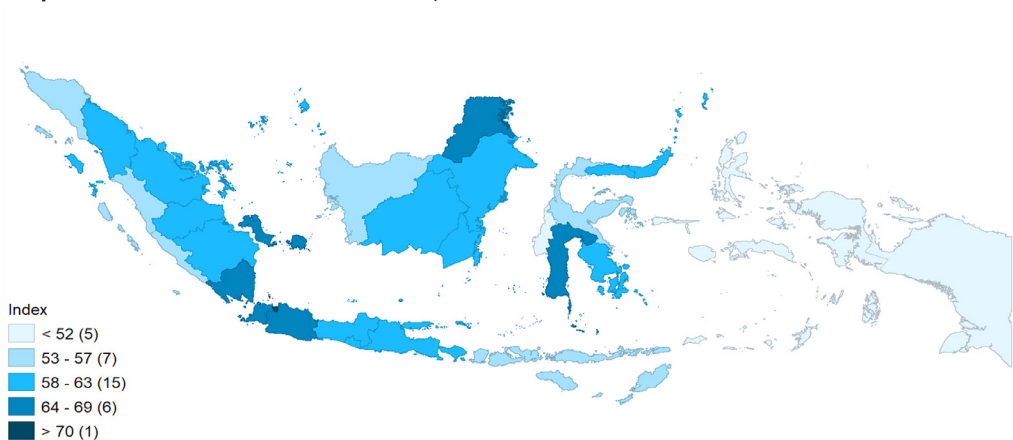 Index
< 52 (5)
53 - 57 (7)
58 - 63 (15)
64 - 69 (6)
> 70 (1)